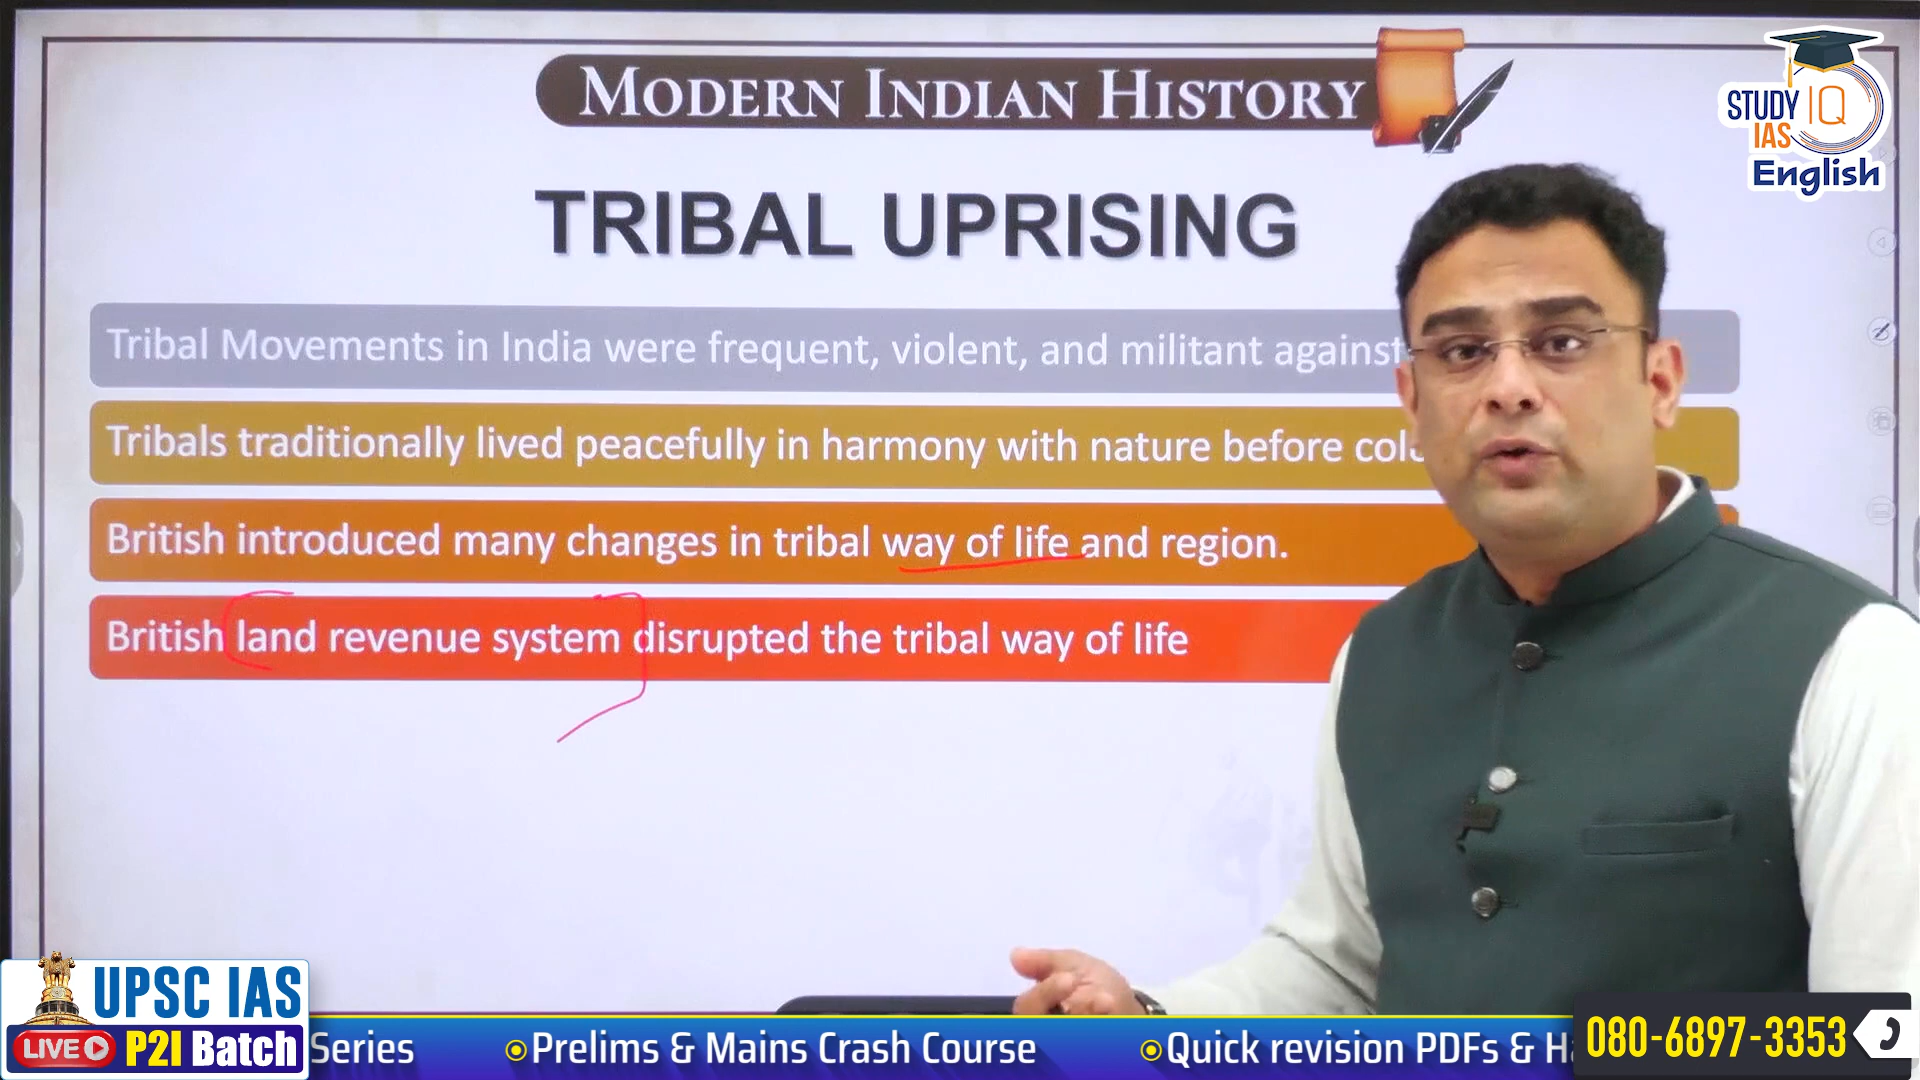 MODERN INDIAN HISTORY
STUDY IQ
IAS
English
TRIBAL UPRISING
Tribal Movements in India were frequent, violent, and militant against
Tribals traditionally lived peacefully in harmony with nature before
British introduced many changes in tribal way of life and region.
British land revenue system disrupted the tribal way of life
UPSC IAS
LIVE P2I Batch
Series
Prelims & Mains Crash Course
Quick revision PDFs &
080-6897-3353